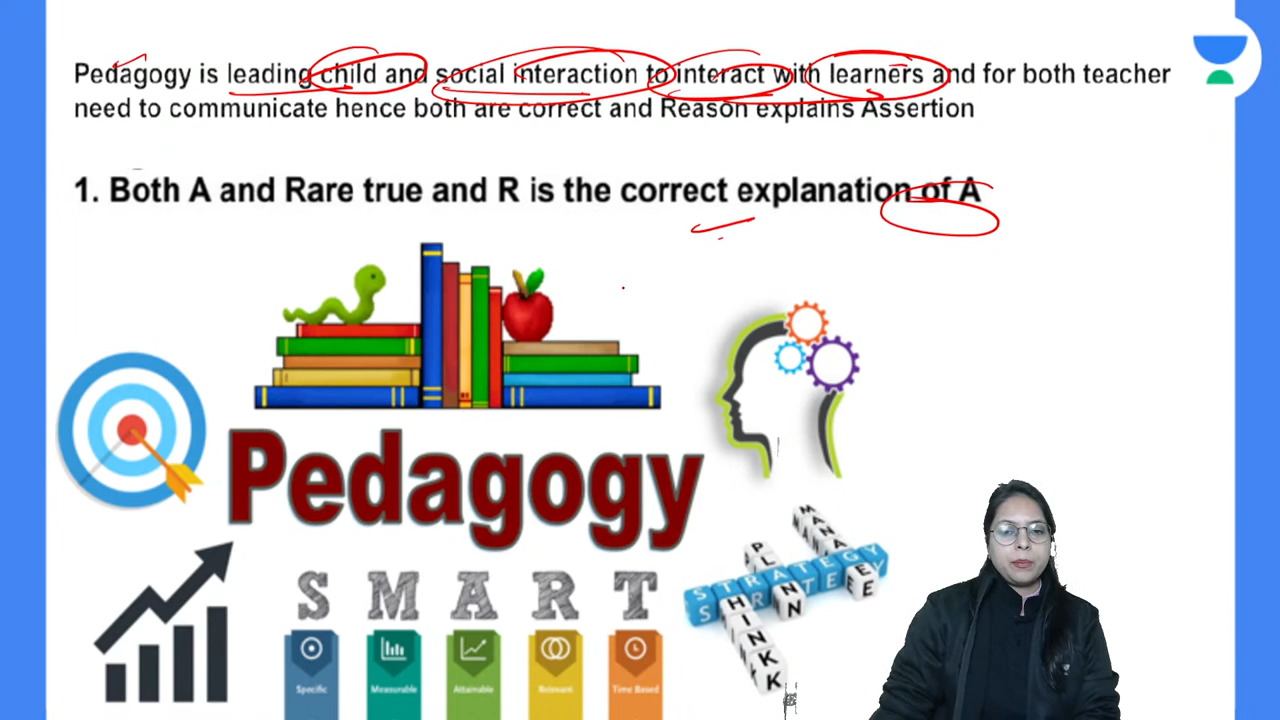 Pedagogy is leading child and social interaction to interact with learners and for both teacher
need to communicate hence both are correct and Reason explains Assertion
1. Both A and Rare true and R is the correct explanation of A
Pedagogy
S M A R T
Specific Measurable Attainable Relevant Time Based
STRATEGY
THINK